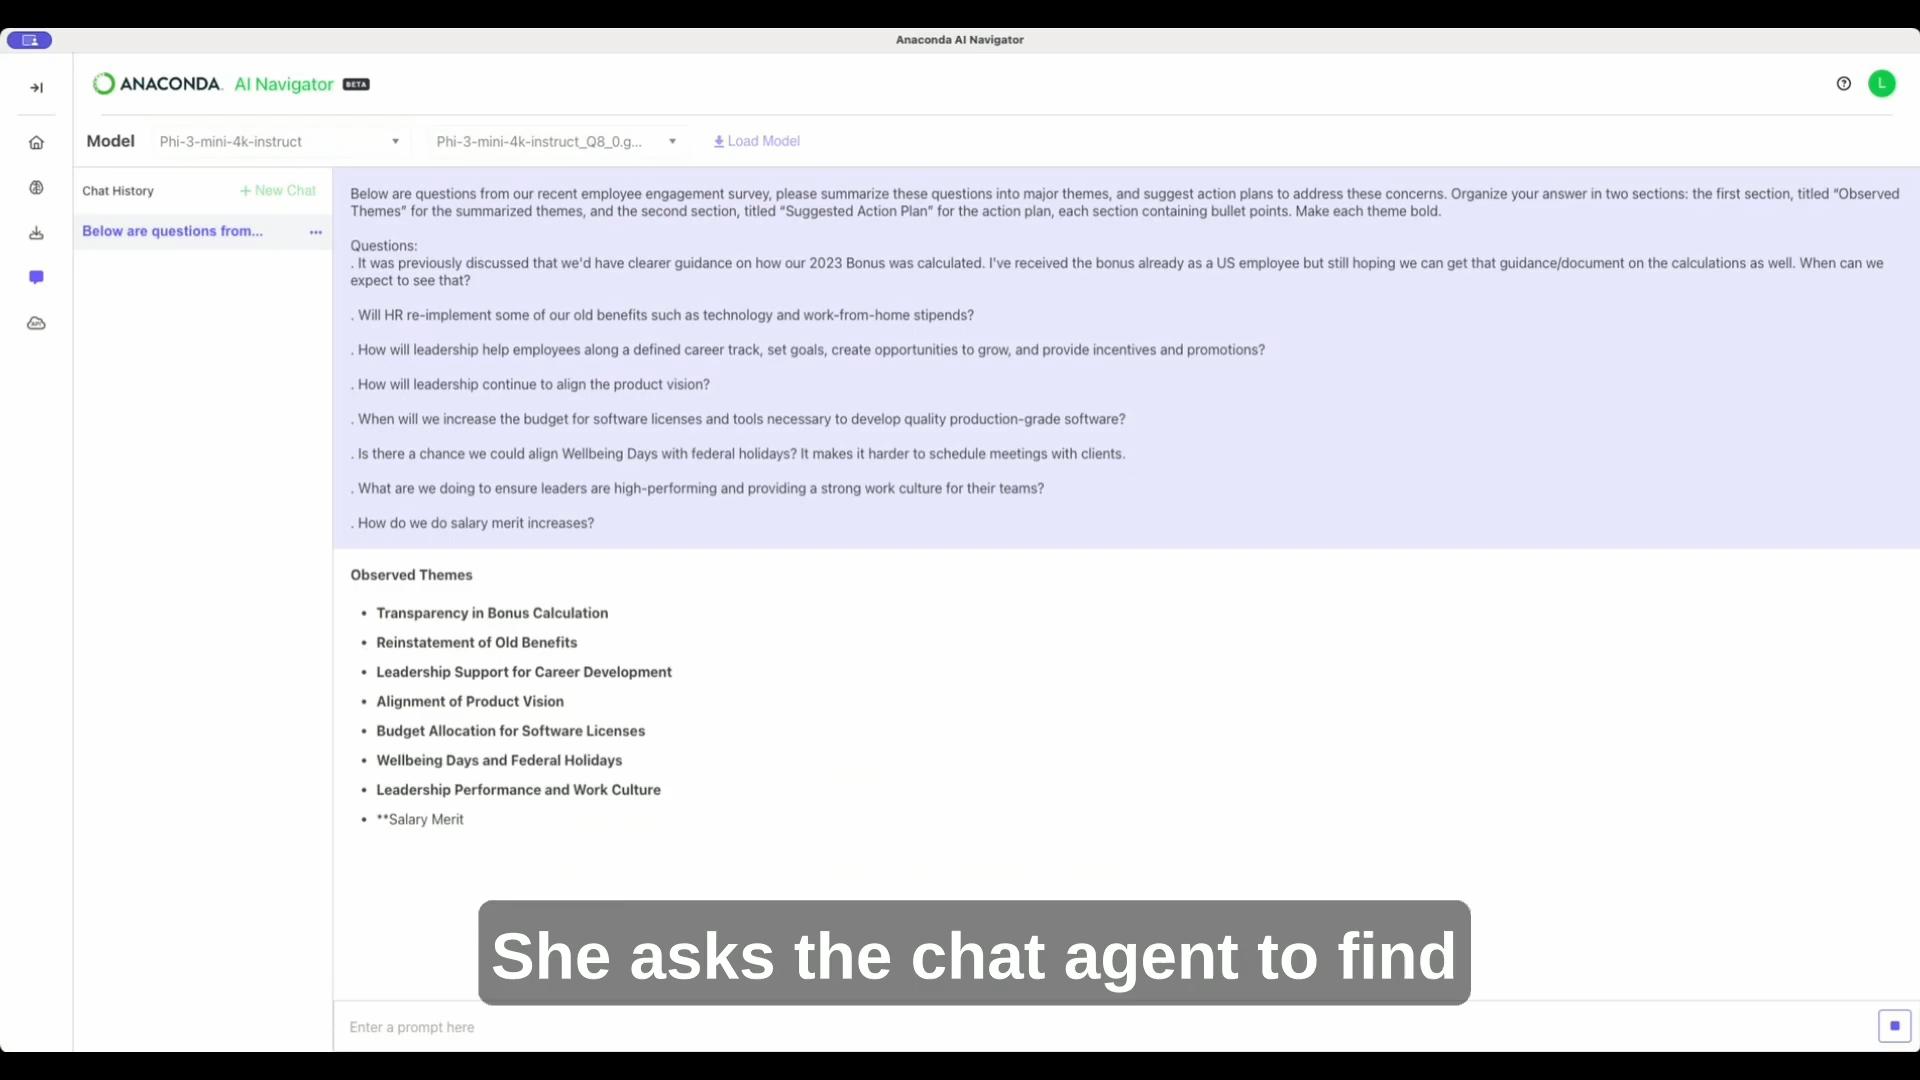 Anaconda AI Navigator
ANACONDA. AI Navigator BETA
L
Model Phi-3-mini-4k-instruct Phi-3-mini-4k-instruct_Q8_0.g... Load Model
Chat History + New Chat
Below are questions from... ...
Below are questions from our recent employee engagement survey, please summarize these questions into major themes, and suggest action plans to address these concerns. Organize your answer in two sections: the first section, titled “Observed
Themes” for the summarized themes, and the second section, titled “Suggested Action Plan” for the action plan, each section containing bullet points. Make each theme bold.
Questions:
. It was previously discussed that we'd have clearer guidance on how our 2023 Bonus was calculated. I've received the bonus already as a US employee but still hoping we can get that guidance/document on the calculations as well. When can we
expect to see that?
. Will HR re-implement some of our old benefits such as technology and work-from-home stipends?
. How will leadership help employees along a defined career track, set goals, create opportunities to grow, and provide incentives and promotions?
. How will leadership continue to align the product vision?
. When will we increase the budget for software licenses and tools necessary to develop quality production-grade software?
. Is there a chance we could align Wellbeing Days with federal holidays? It makes it harder to schedule meetings with clients.
. What are we doing to ensure leaders are high-performing and providing a strong work culture for their teams?
. How do we do salary merit increases?
Observed Themes
• Transparency in Bonus Calculation
• Reinstatement of Old Benefits
• Leadership Support for Career Development
• Alignment of Product Vision
• Budget Allocation for Software Licenses
• Wellbeing Days and Federal Holidays
• Leadership Performance and Work Culture
• **Salary Merit
She asks the chat agent to find
Enter a prompt here